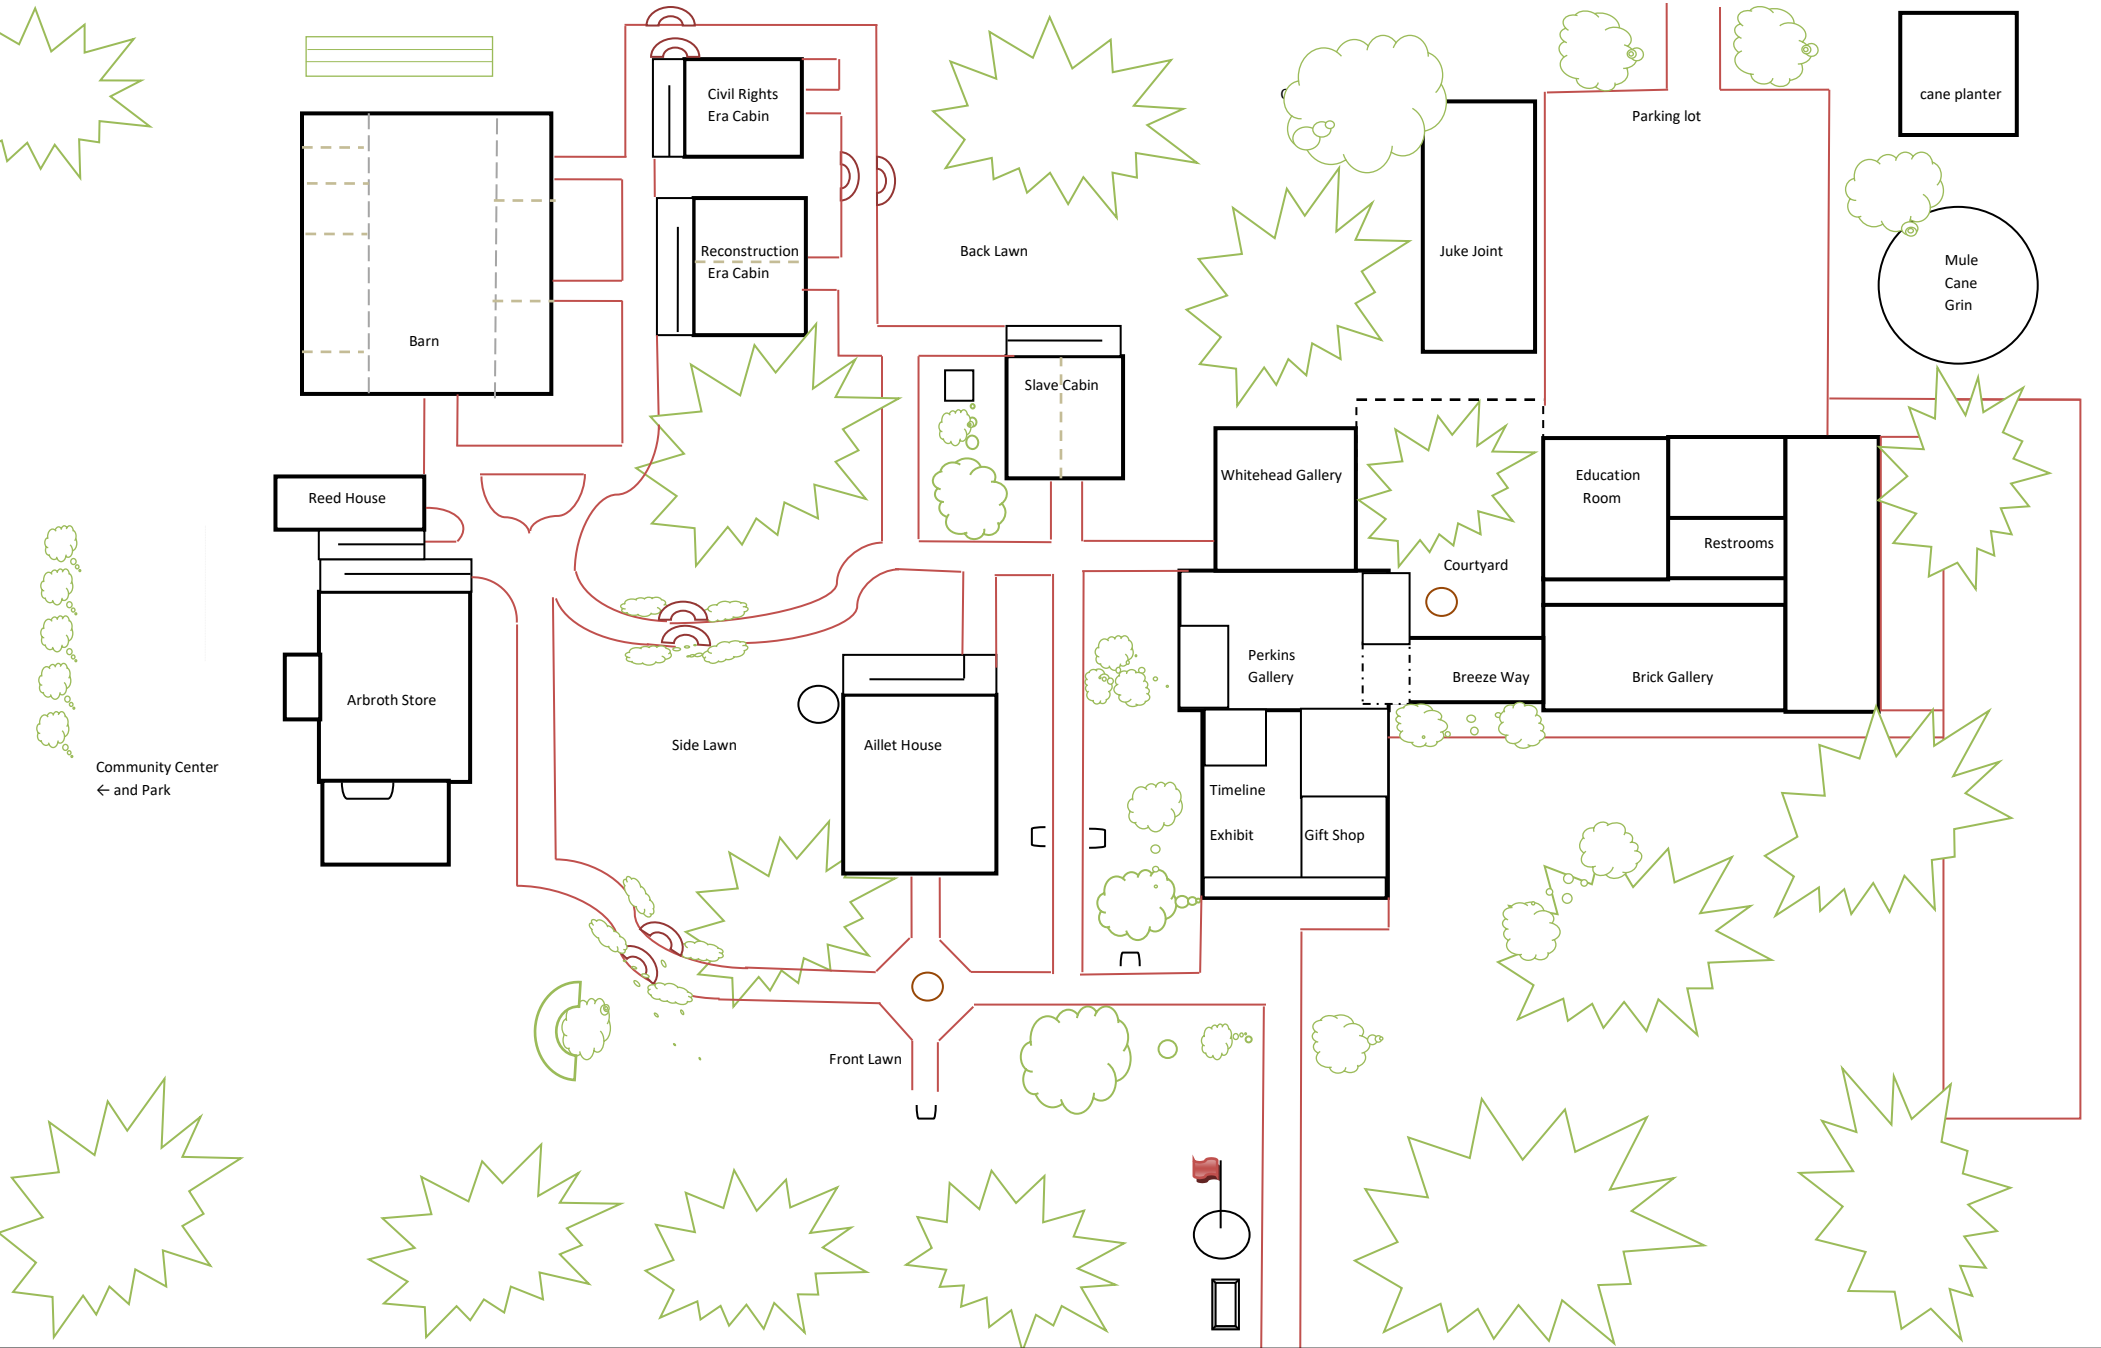 Civil Rights
Era Cabin
cane planter
Parking lot
Reconstruction
Era Cabin
Back Lawn
Juke Joint
Mule
Cane
Grin
Barn
Slave Cabin
Whitehead Gallery
Education
Room
Reed House
Restrooms
Courtyard
Perkins
Gallery
Breeze Way
Brick Gallery
Arbroth Store
Side Lawn
Aillet House
Community Center
← and Park
Timeline
Exhibit
Gift Shop
Front Lawn